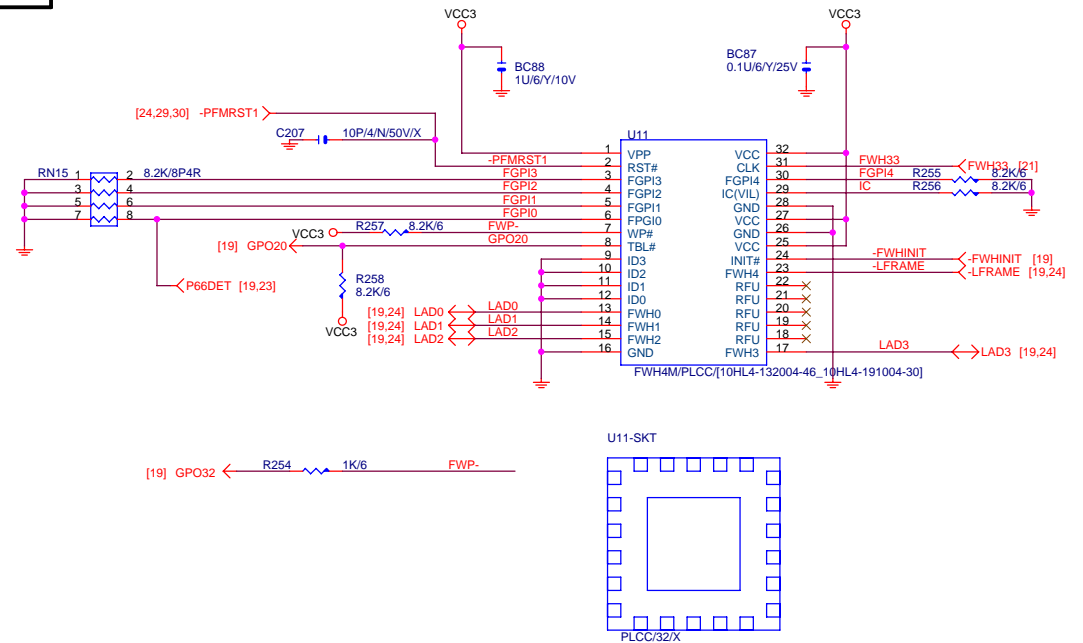 VCC3
VCC3
BC88
1U/6/Y/10V
BC87
0.1U/6/Y/25V
[24,29,30] -PFMRST1
C207 10P/4/N/50V/X
U11
RN15 1 2 8.2K/8P4R
3 4
5 6
7 8
-PFMRST1
FGPI3
FGPI2
FGPI1
FGPI0
VCC3 R257 8.2K/6 FWP-
[19] GPO20 GPO20
R258
8.2K/6
VCC3
P66DET [19,23]
[19,24] LAD0 LAD0
[19,24] LAD1 LAD1
[19,24] LAD2 LAD2
1 VPP VCC 32
2 RST# CLK 31 FWH33 FWH33 [21]
3 FGPI3 FGPI4 30 FGPI4 R255 8.2K/6
4 FGPI2 IC(VIL) 29 IC R256 8.2K/6
5 FGPI1 GND 28
6 FPGI0 VCC 27
7 WP# GND 26
8 TBL# VCC 25
9 ID3 INIT# 24 -FWHINIT -FWHINIT [19]
10 ID2 FWH4 23 -LFRAME -LFRAME [19,24]
11 ID1 RFU 22
12 ID0 RFU 21
13 FWH0 RFU 20
14 FWH1 RFU 19
15 FWH2 RFU 18
16 GND FWH3 17 LAD3 LAD3 [19,24]
FWH4M/PLCC/[10HL4-132004-46_10HL4-191004-30]
[19] GPO32 R254 1K/6 FWP-
U11-SKT
PLCC/32/X